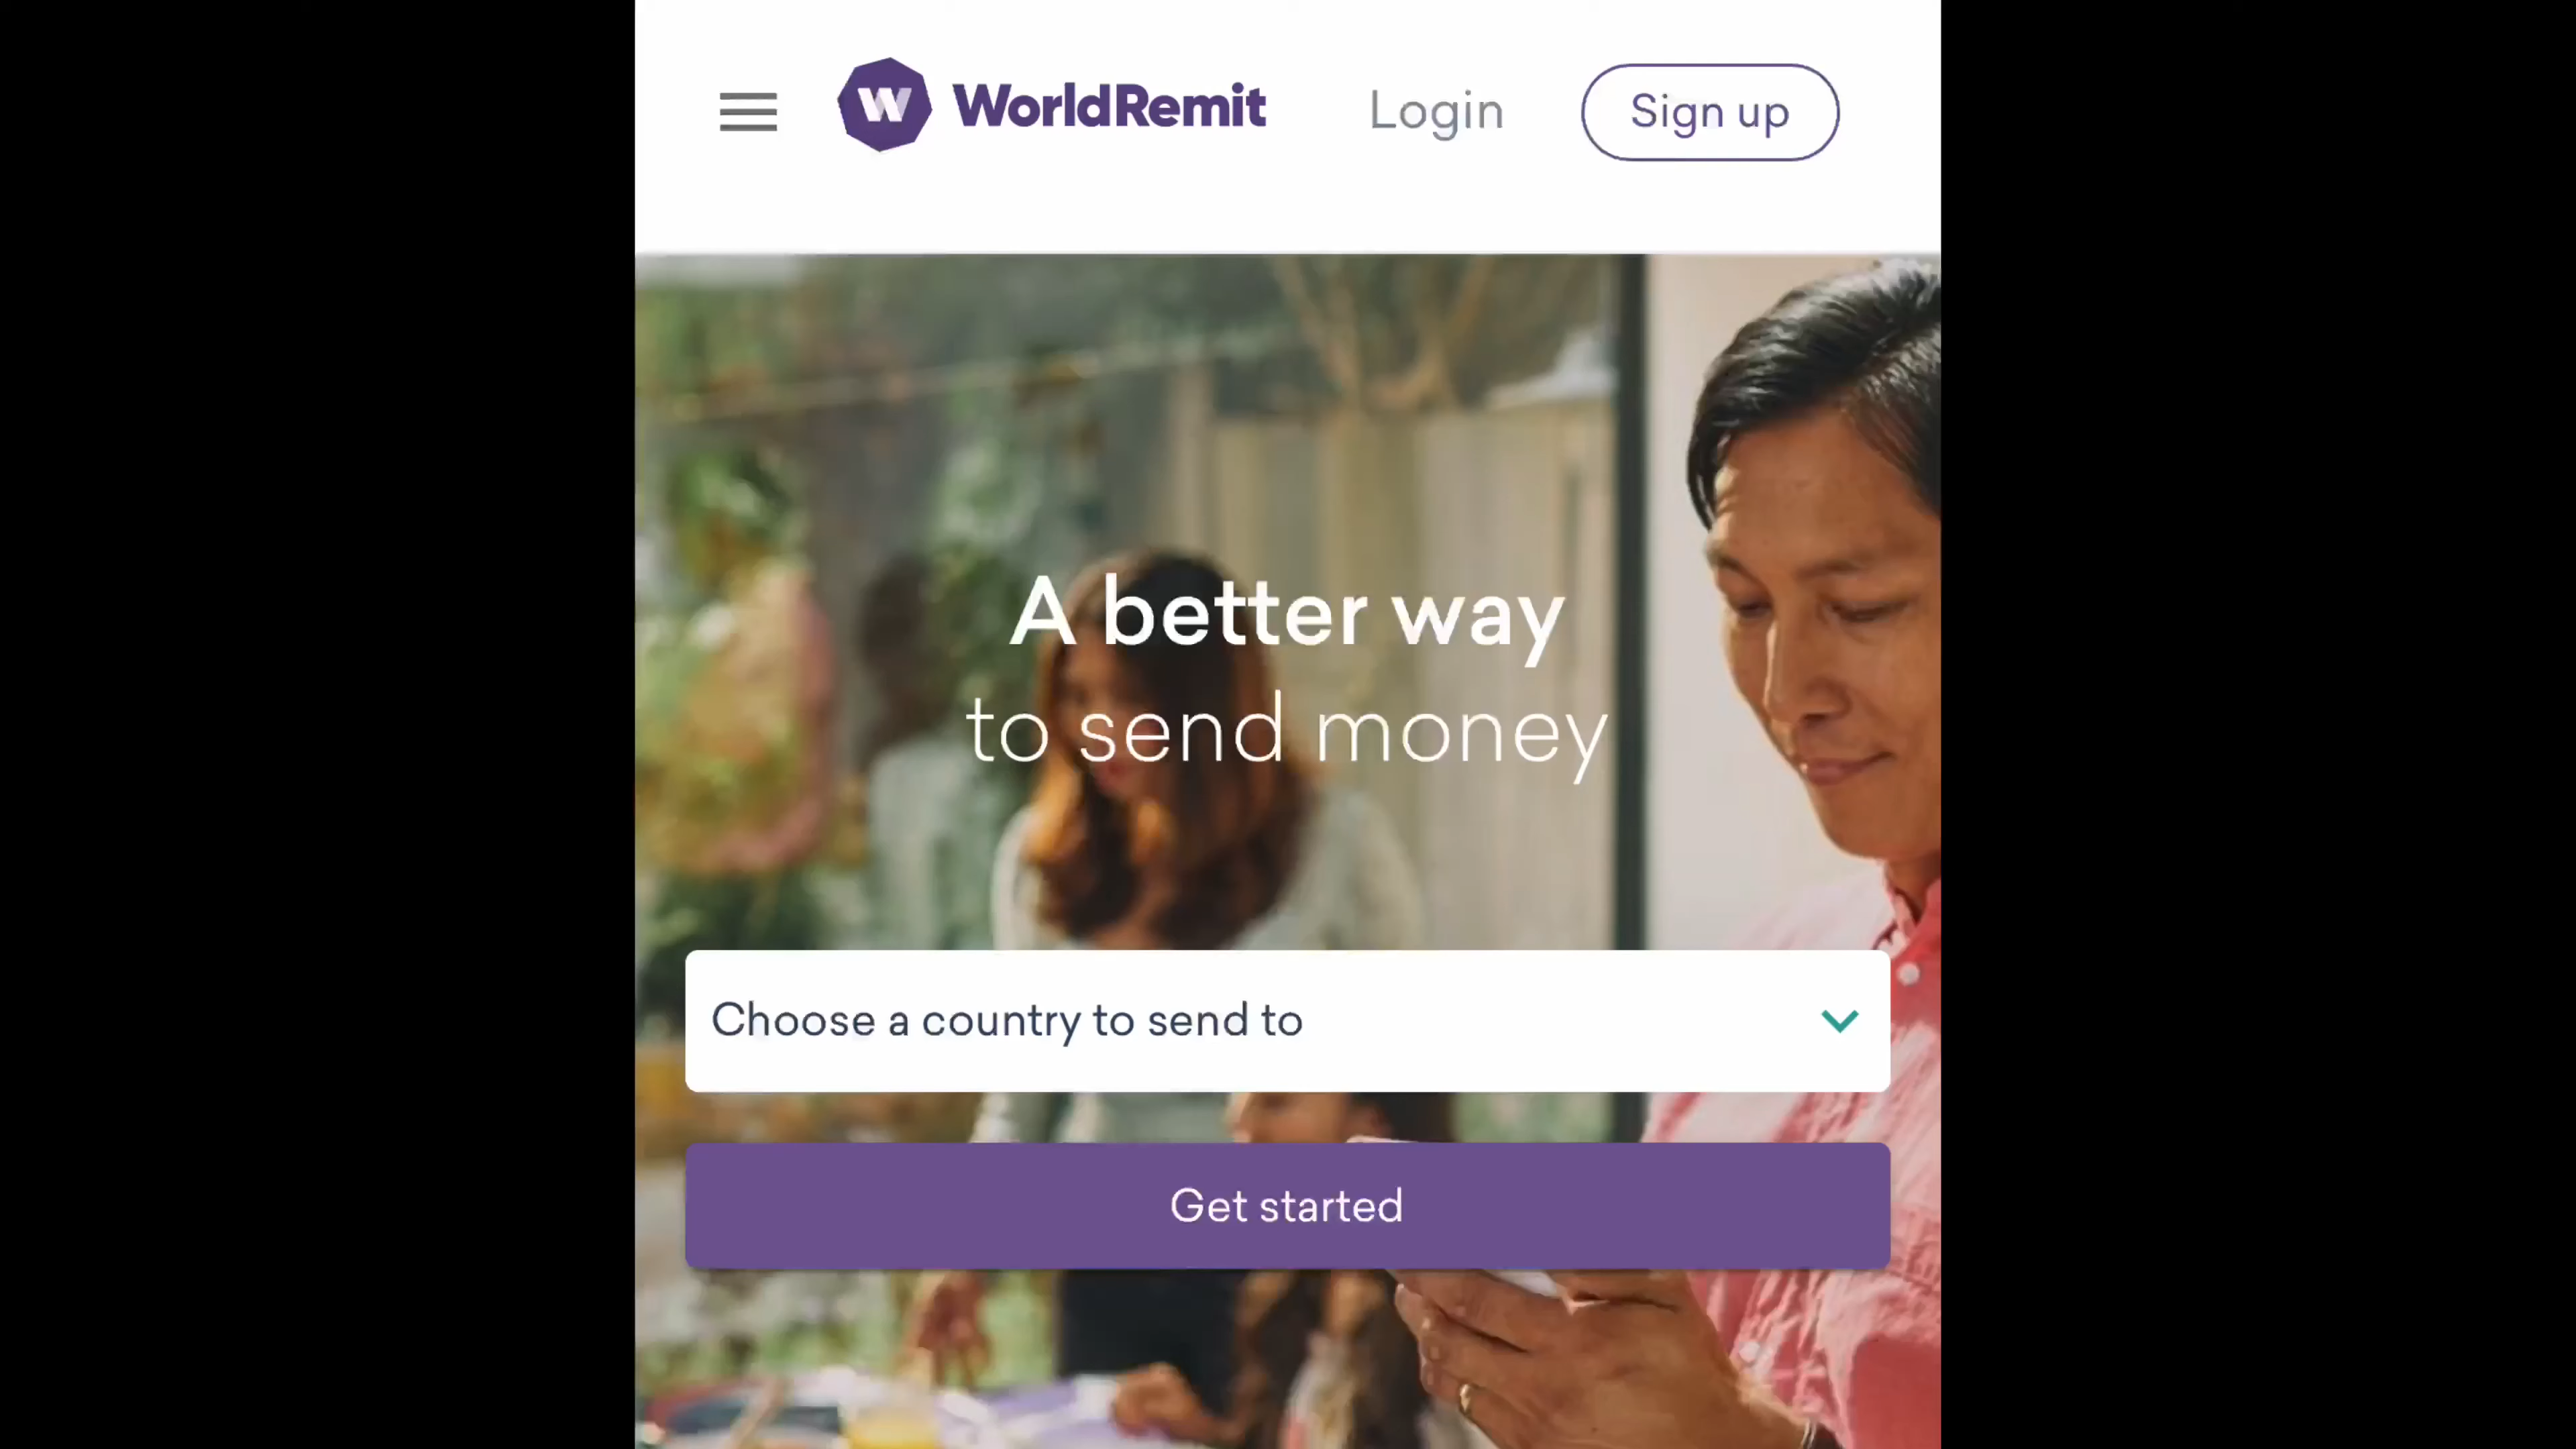 WorldRemit
Login
Sign up
A better way
to send money
Choose a country to send to
Get started